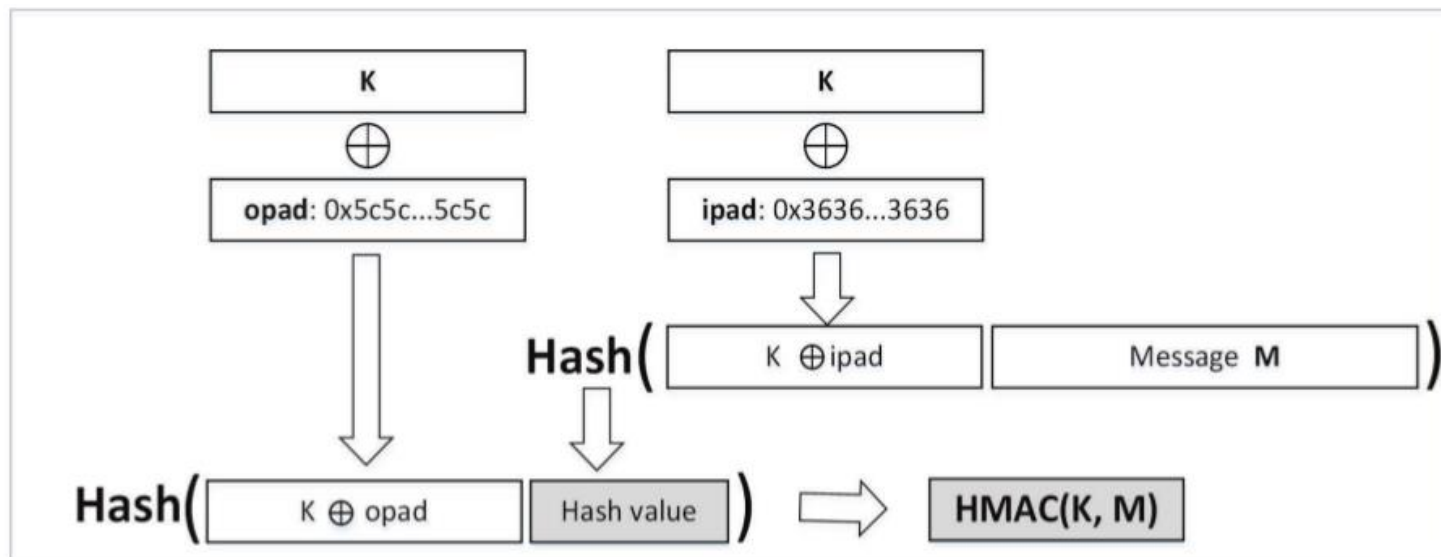 K
K
⊕
⊕
opad: 0x5c5c...5c5c
ipad: 0x3636...3636
Hash( K ⊕ ipad Message M )
Hash( K ⊕ opad Hash value ) HMAC(K, M)